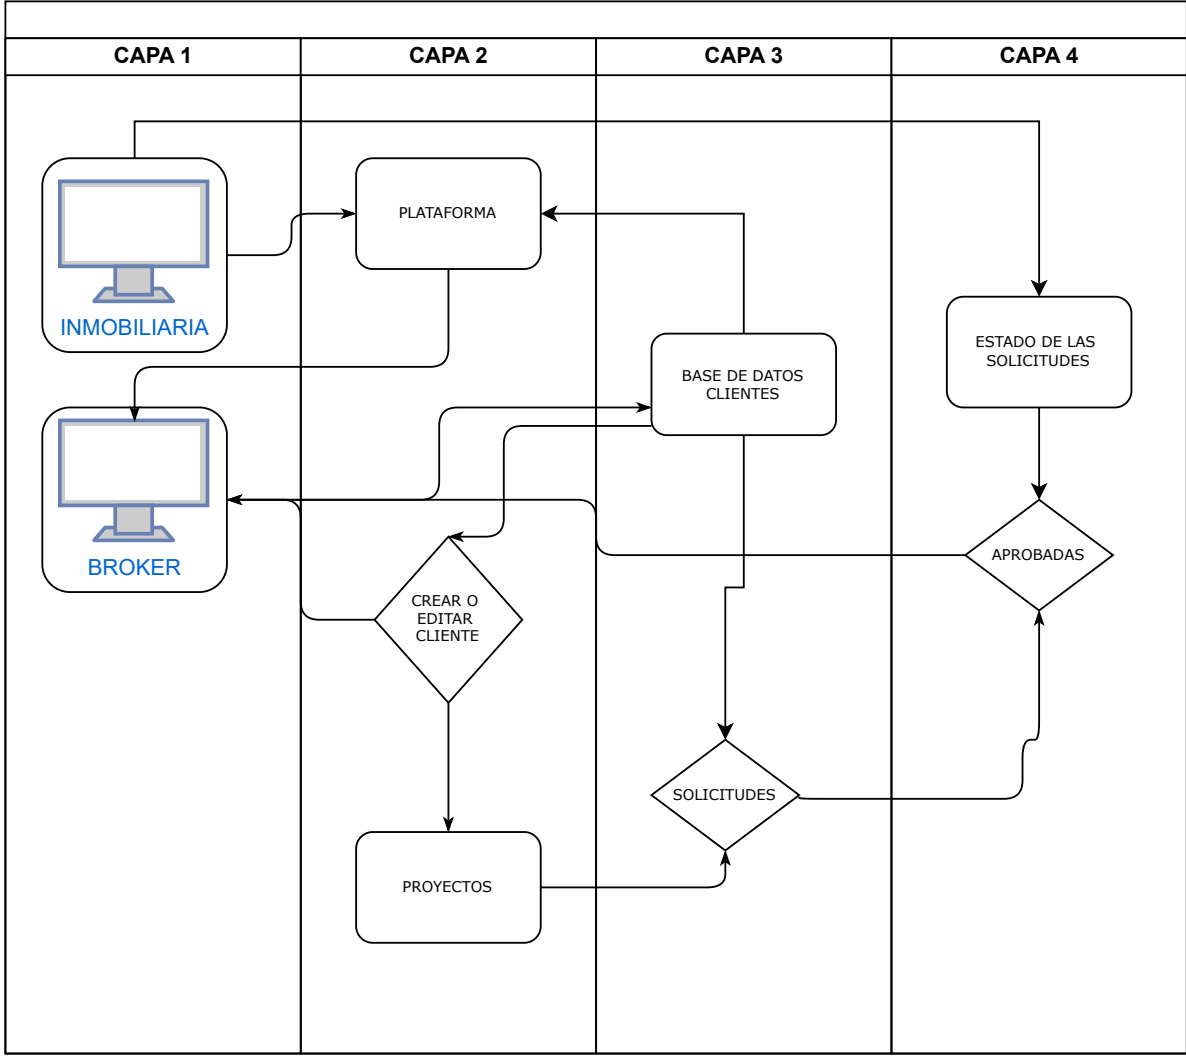 CAPA 1
CAPA 2
CAPA 3
CAPA 4
INMOBILIARIA
PLATAFORMA
ESTADO DE LAS
SOLICITUDES
BASE DE DATOS
CLIENTES
BROKER
APROBADAS
CREAR O
EDITAR
CLIENTE
SOLICITUDES
PROYECTOS